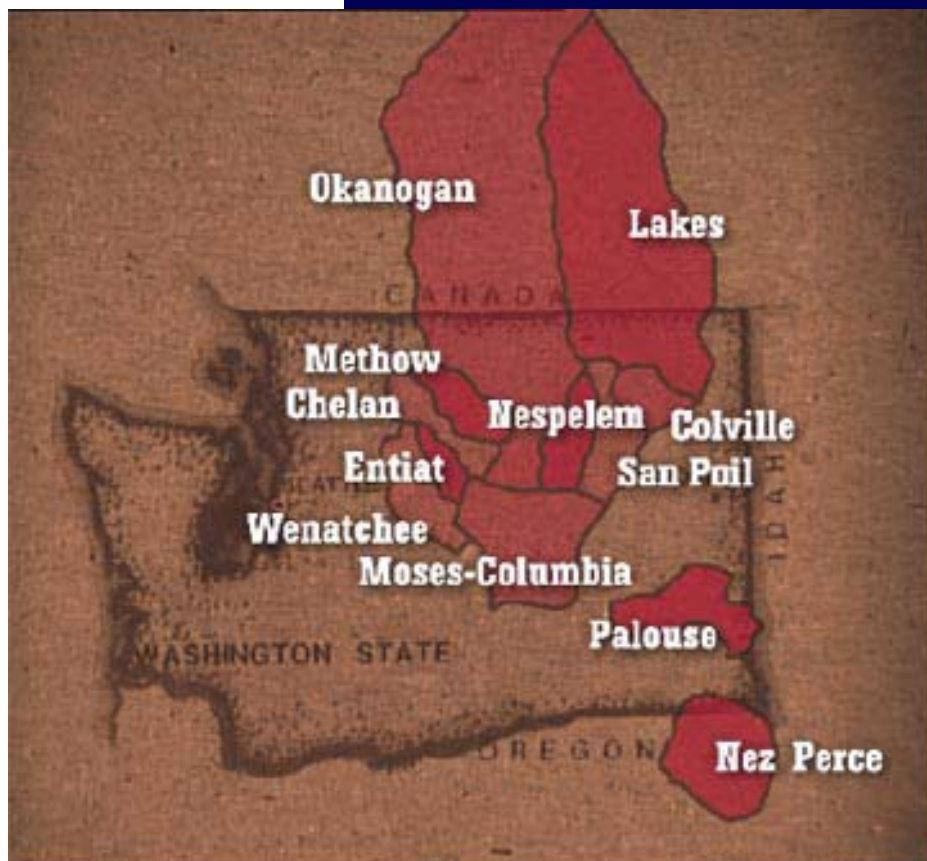 Okanogan
Lakes
CANADA
Methow
Chelan
Nespelem
Colville
Entiat
San Poil
SEATTLE
IDAHO
Wenatchee
Moses-Columbia
Palouse
WASHINGTON STATE
OREGON
Nez Perce